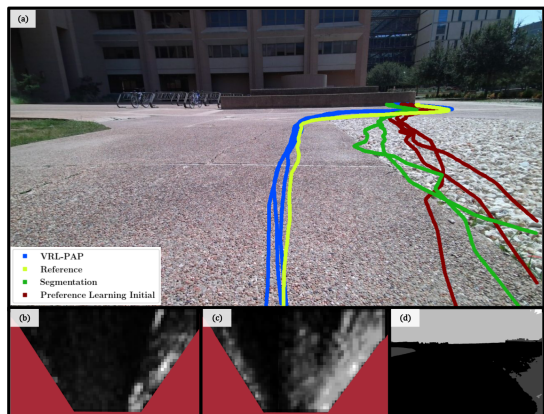 (a)
VRL-PAP
Reference
Segmentation
Preference Learning Initial
(b)
(c)
(d)